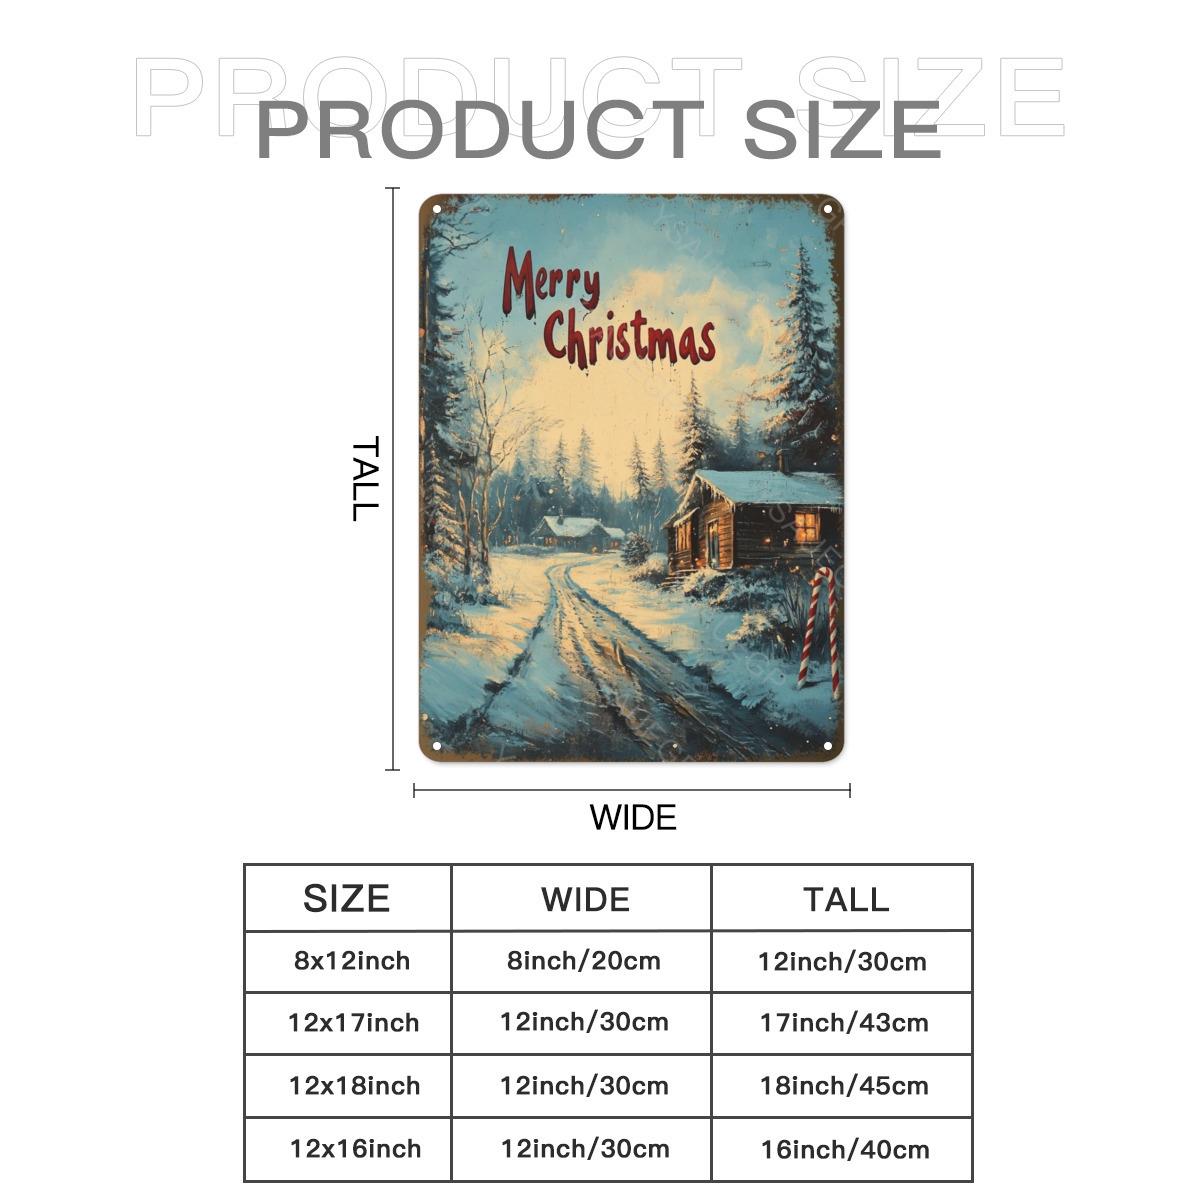 PRODUCT SIZE
PRODUCT SIZE
Merry
Christmas
TALL
WIDE
SIZE WIDE TALL
8x12inch 8inch/20cm 12inch/30cm
12x17inch 12inch/30cm 17inch/43cm
12x18inch 12inch/30cm 18inch/45cm
12x16inch 12inch/30cm 16inch/40cm